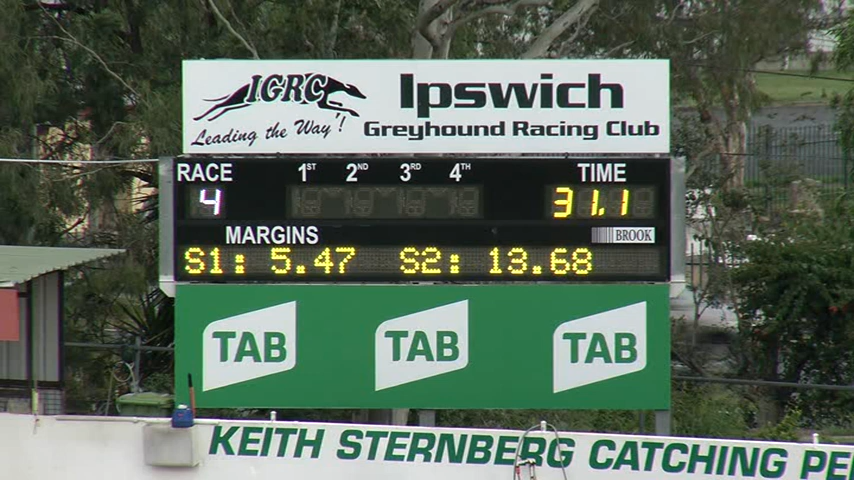 IGRC
Leading the Way'!
Ipswich
Greyhound Racing Club
RACE 1ST 2ND 3RD 4TH TIME
4 31.1
MARGINS BROOK
S1: 5.47 S2: 13.68
TAB TAB TAB
KEITH STERNBERG CATCHING PE